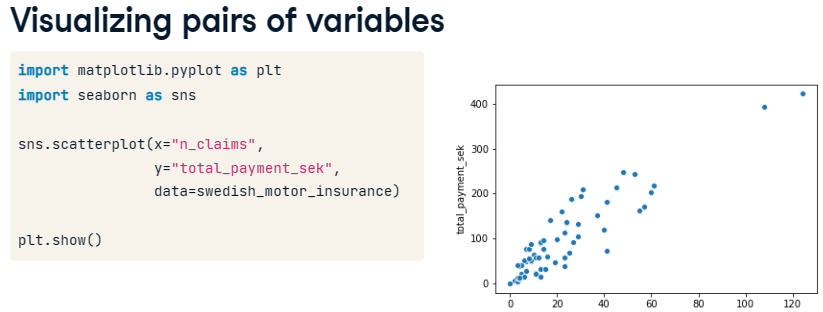 Visualizing pairs of variables
import matplotlib.pyplot as plt
import seaborn as sns
sns.scatterplot(x="n_claims",
y="total_payment_sek",
data=swedish_motor_insurance)
plt.show()
total_payment_sek
400
300
200
100
0
0 20 40 60 80 100 120